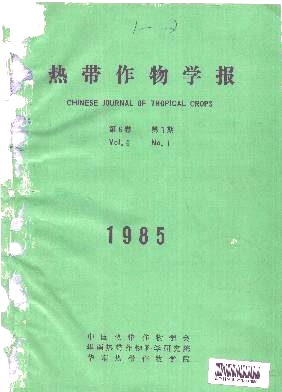 1-2
热带作物学报
CHINESE JOURNAL OF TROPICAL CROPS
第6卷 第1期
Vol.6 No.1
1985
中国热带作物学会
华南热带作物科学研究院
华南热带作物学院